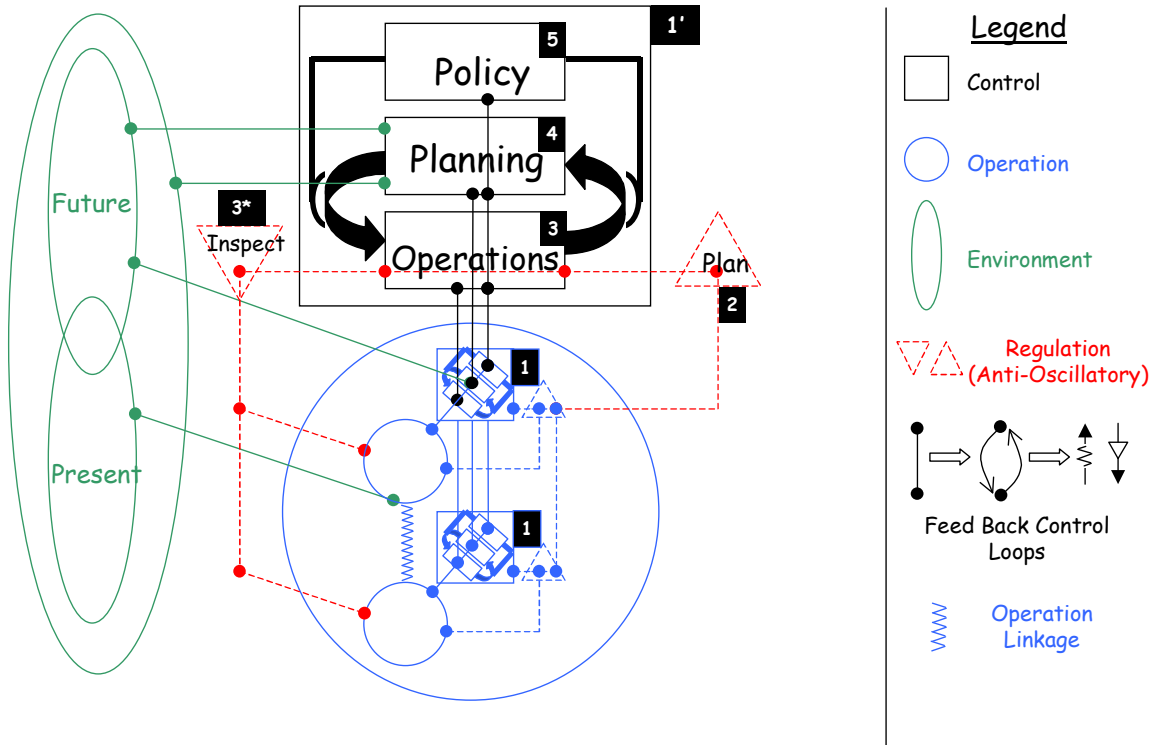 1'
5
Policy
4
Planning
3
Operations
Future
3*
Inspect
Plan
2
1
Present
1
Legend
Control
Operation
Environment
Regulation
(Anti-Oscillatory)
Feed Back Control
Loops
Operation
Linkage